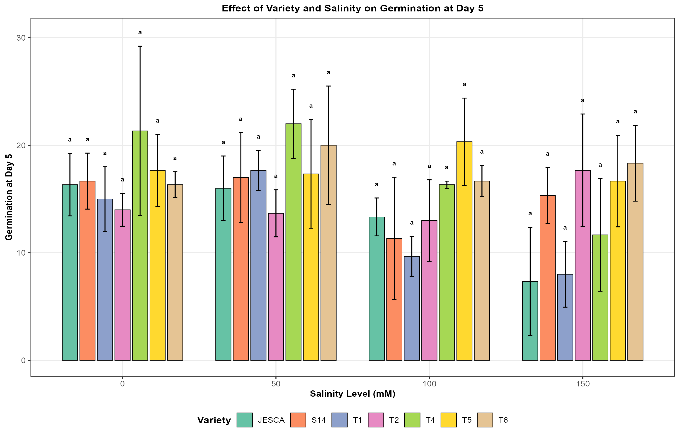 Effect of Variety and Salinity on Germination at Day 5
30
20
10
0
Germination at Day 5
a a a a a a a
a a a a a a a
a a a a a a a
a a a a a a a
0 50 100 150
Salinity Level (mM)
Variety JESCA S14 T1 T2 T4 T5 T6